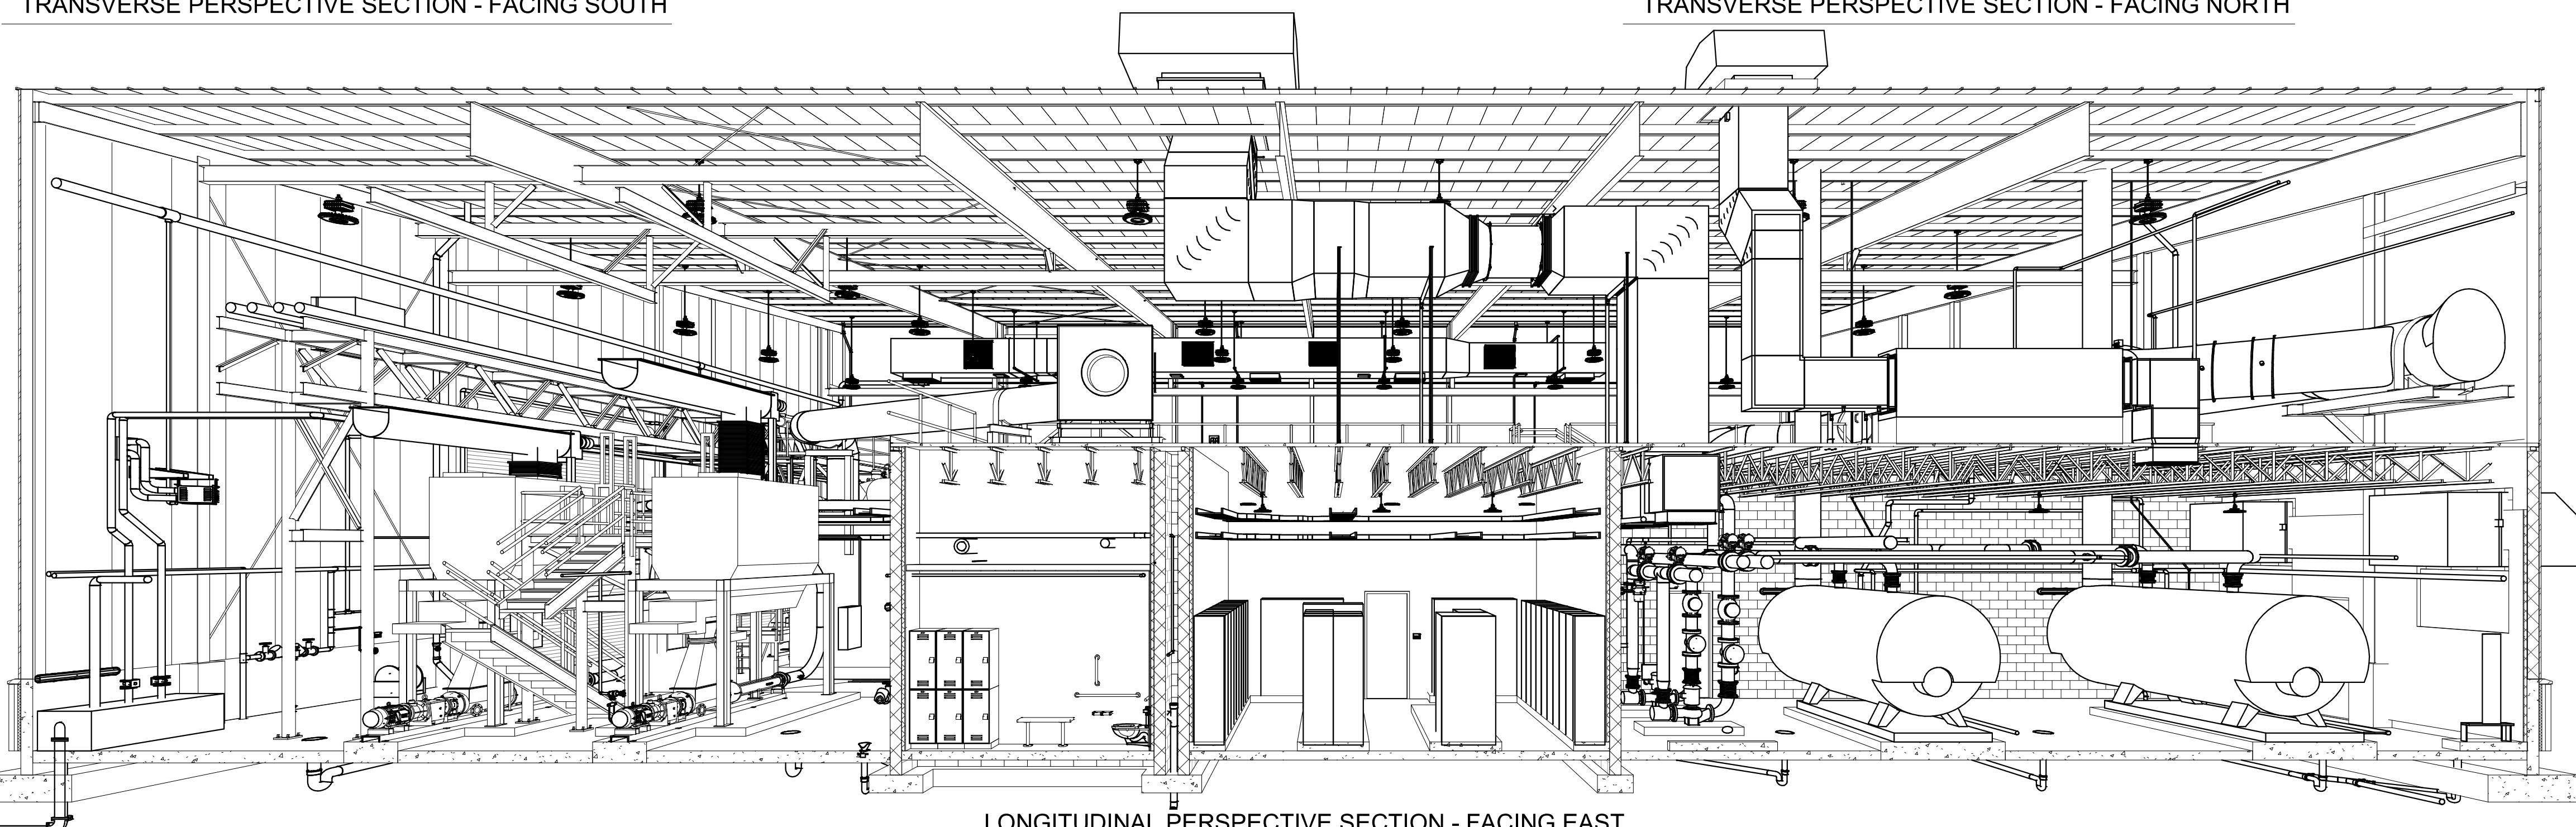 TRANSVERSE PERSPECTIVE SECTION - FACING SOUTH
TRANSVERSE PERSPECTIVE SECTION - FACING NORTH
LONGITUDINAL PERSPECTIVE SECTION - FACING EAST